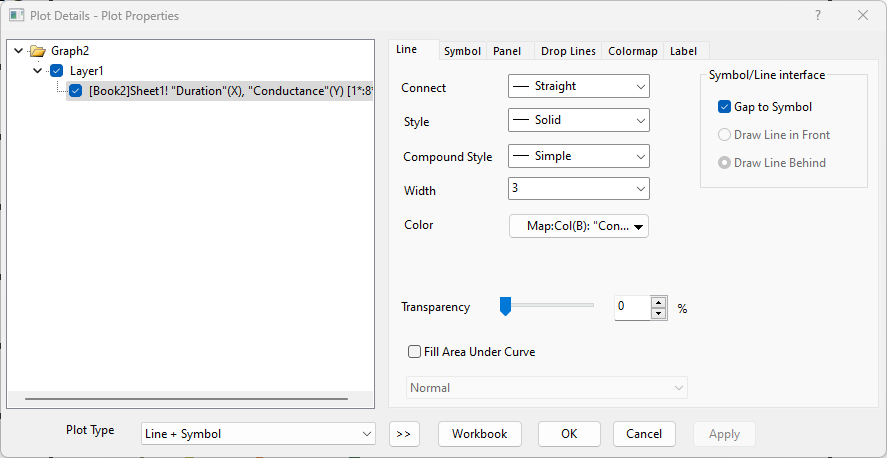 Plot Details - Plot Properties
?
Graph2
Layer1
[Book2]Sheet1! "Duration"(X), "Conductance"(Y) [1*:8*
Line Symbol Panel Drop Lines Colormap Label
Connect Straight
Style Solid
Compound Style Simple
Width 3
Color Map:Col(B): "Con...
Symbol/Line interface
Gap to Symbol
Draw Line in Front
Draw Line Behind
Transparency 0 %
Fill Area Under Curve
Normal
Plot Type Line + Symbol >> Workbook OK Cancel Apply